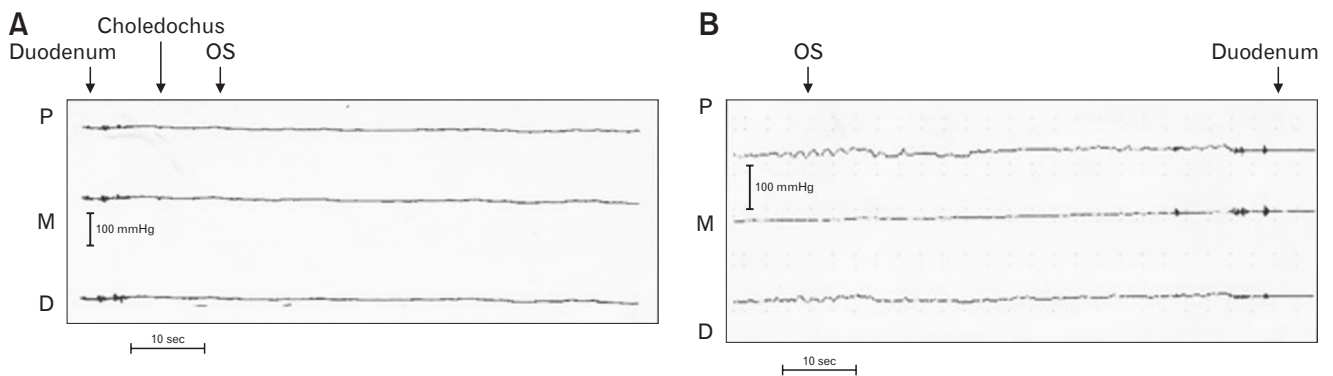 A
Choledochus
Duodenum
OS
P
M
100 mmHg
D
10 sec
B
OS
Duodenum
P
100 mmHg
M
D
10 sec